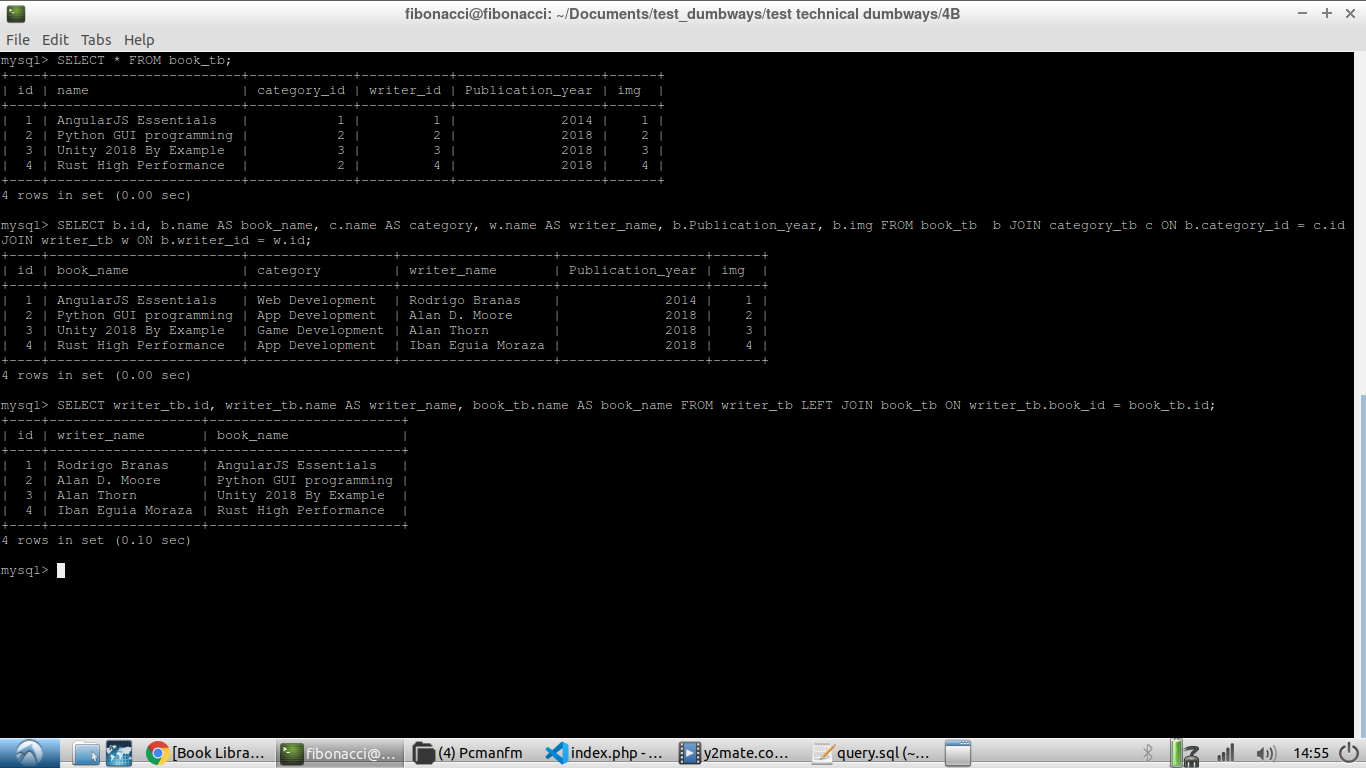 fibonacci@fibonacci: ~/Documents/test_dumbways/test technical dumbways/4B
File Edit Tabs Help
mysql> SELECT * FROM book_tb;
+----+------------------------+-------------+-----------+------------------+------+
| id | name                   | category_id | writer_id | Publication_year | img  |
+----+------------------------+-------------+-----------+------------------+------+
|  1 | AngularJS Essentials   |           1 |         1 |             2014 |    1 |
|  2 | Python GUI programming |           2 |         2 |             2018 |    2 |
|  3 | Unity 2018 By Example  |           3 |         3 |             2018 |    3 |
|  4 | Rust High Performance  |           2 |         4 |             2018 |    4 |
+----+------------------------+-------------+-----------+------------------+------+
4 rows in set (0.00 sec)
mysql> SELECT b.id, b.name AS book_name, c.name AS category, w.name AS writer_name, b.Publication_year, b.img FROM book_tb  b JOIN category_tb c ON b.category_id = c.id
JOIN writer_tb w ON b.writer_id = w.id;
+----+------------------------+------------------+-------------------+------------------+------+
| id | book_name              | category         | writer_name       | Publication_year | img  |
+----+------------------------+------------------+-------------------+------------------+------+
|  1 | AngularJS Essentials   | Web Development  | Rodrigo Branas    |             2014 |    1 |
|  2 | Python GUI programming | App Development  | Alan D. Moore     |             2018 |    2 |
|  3 | Unity 2018 By Example  | Game Development | Alan Thorn        |             2018 |    3 |
|  4 | Rust High Performance  | App Development  | Iban Eguia Moraza |             2018 |    4 |
+----+------------------------+------------------+-------------------+------------------+------+
4 rows in set (0.00 sec)
mysql> SELECT writer_tb.id, writer_tb.name AS writer_name, book_tb.name AS book_name FROM writer_tb LEFT JOIN book_tb ON writer_tb.book_id = book_tb.id;
+----+-------------------+------------------------+
| id | writer_name       | book_name              |
+----+-------------------+------------------------+
|  1 | Rodrigo Branas    | AngularJS Essentials   |
|  2 | Alan D. Moore     | Python GUI programming |
|  3 | Alan Thorn        | Unity 2018 By Example  |
|  4 | Iban Eguia Moraza | Rust High Performance  |
+----+-------------------+------------------------+
4 rows in set (0.10 sec)
mysql>
[Book Libra... fibonacci@... (4) Pcmanfm index.php - ... y2mate.co... query.sql (~... 14:55